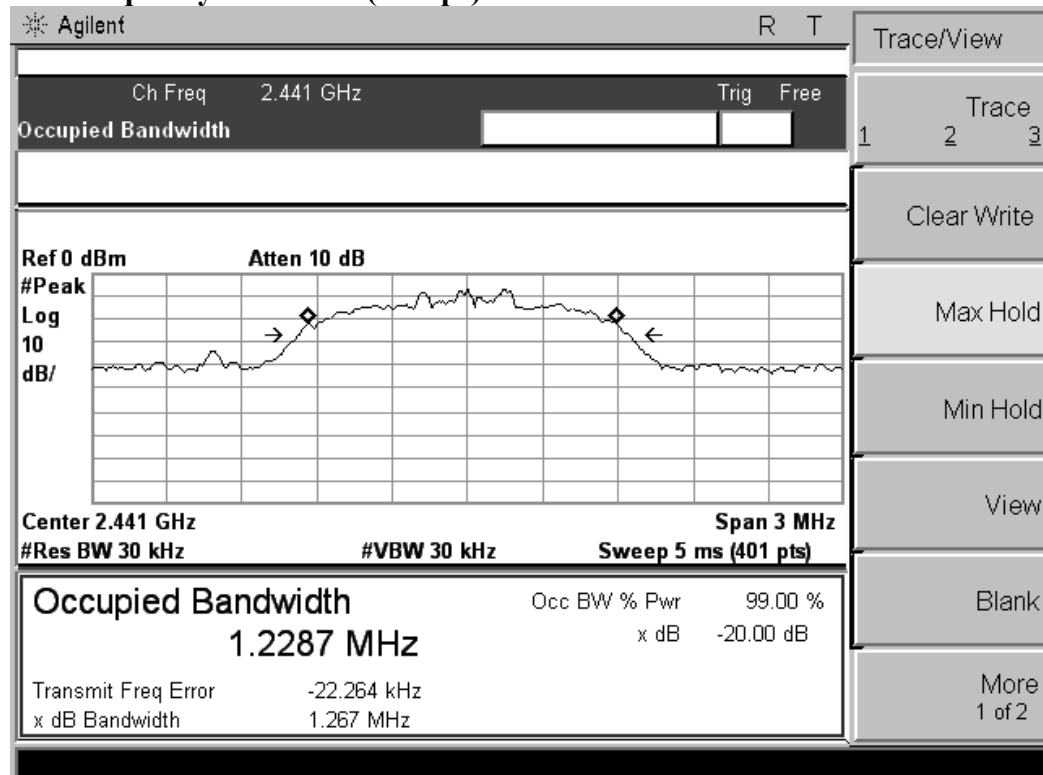 Agilent R T
Trace/View
Ch Freq 2.441 GHz Trig Free
Occupied Bandwidth
Trace
1 2 3
Clear Write
Ref 0 dBm Atten 10 dB
#Peak
Log
10
dB/
Max Hold
Min Hold
Center 2.441 GHz Span 3 MHz
#Res BW 30 kHz #VBW 30 kHz Sweep 5 ms (401 pts)
View
Occupied Bandwidth Occ BW % Pwr 99.00 %
1.2287 MHz x dB -20.00 dB
Blank
Transmit Freq Error -22.264 kHz
x dB Bandwidth 1.267 MHz
More
1 of 2